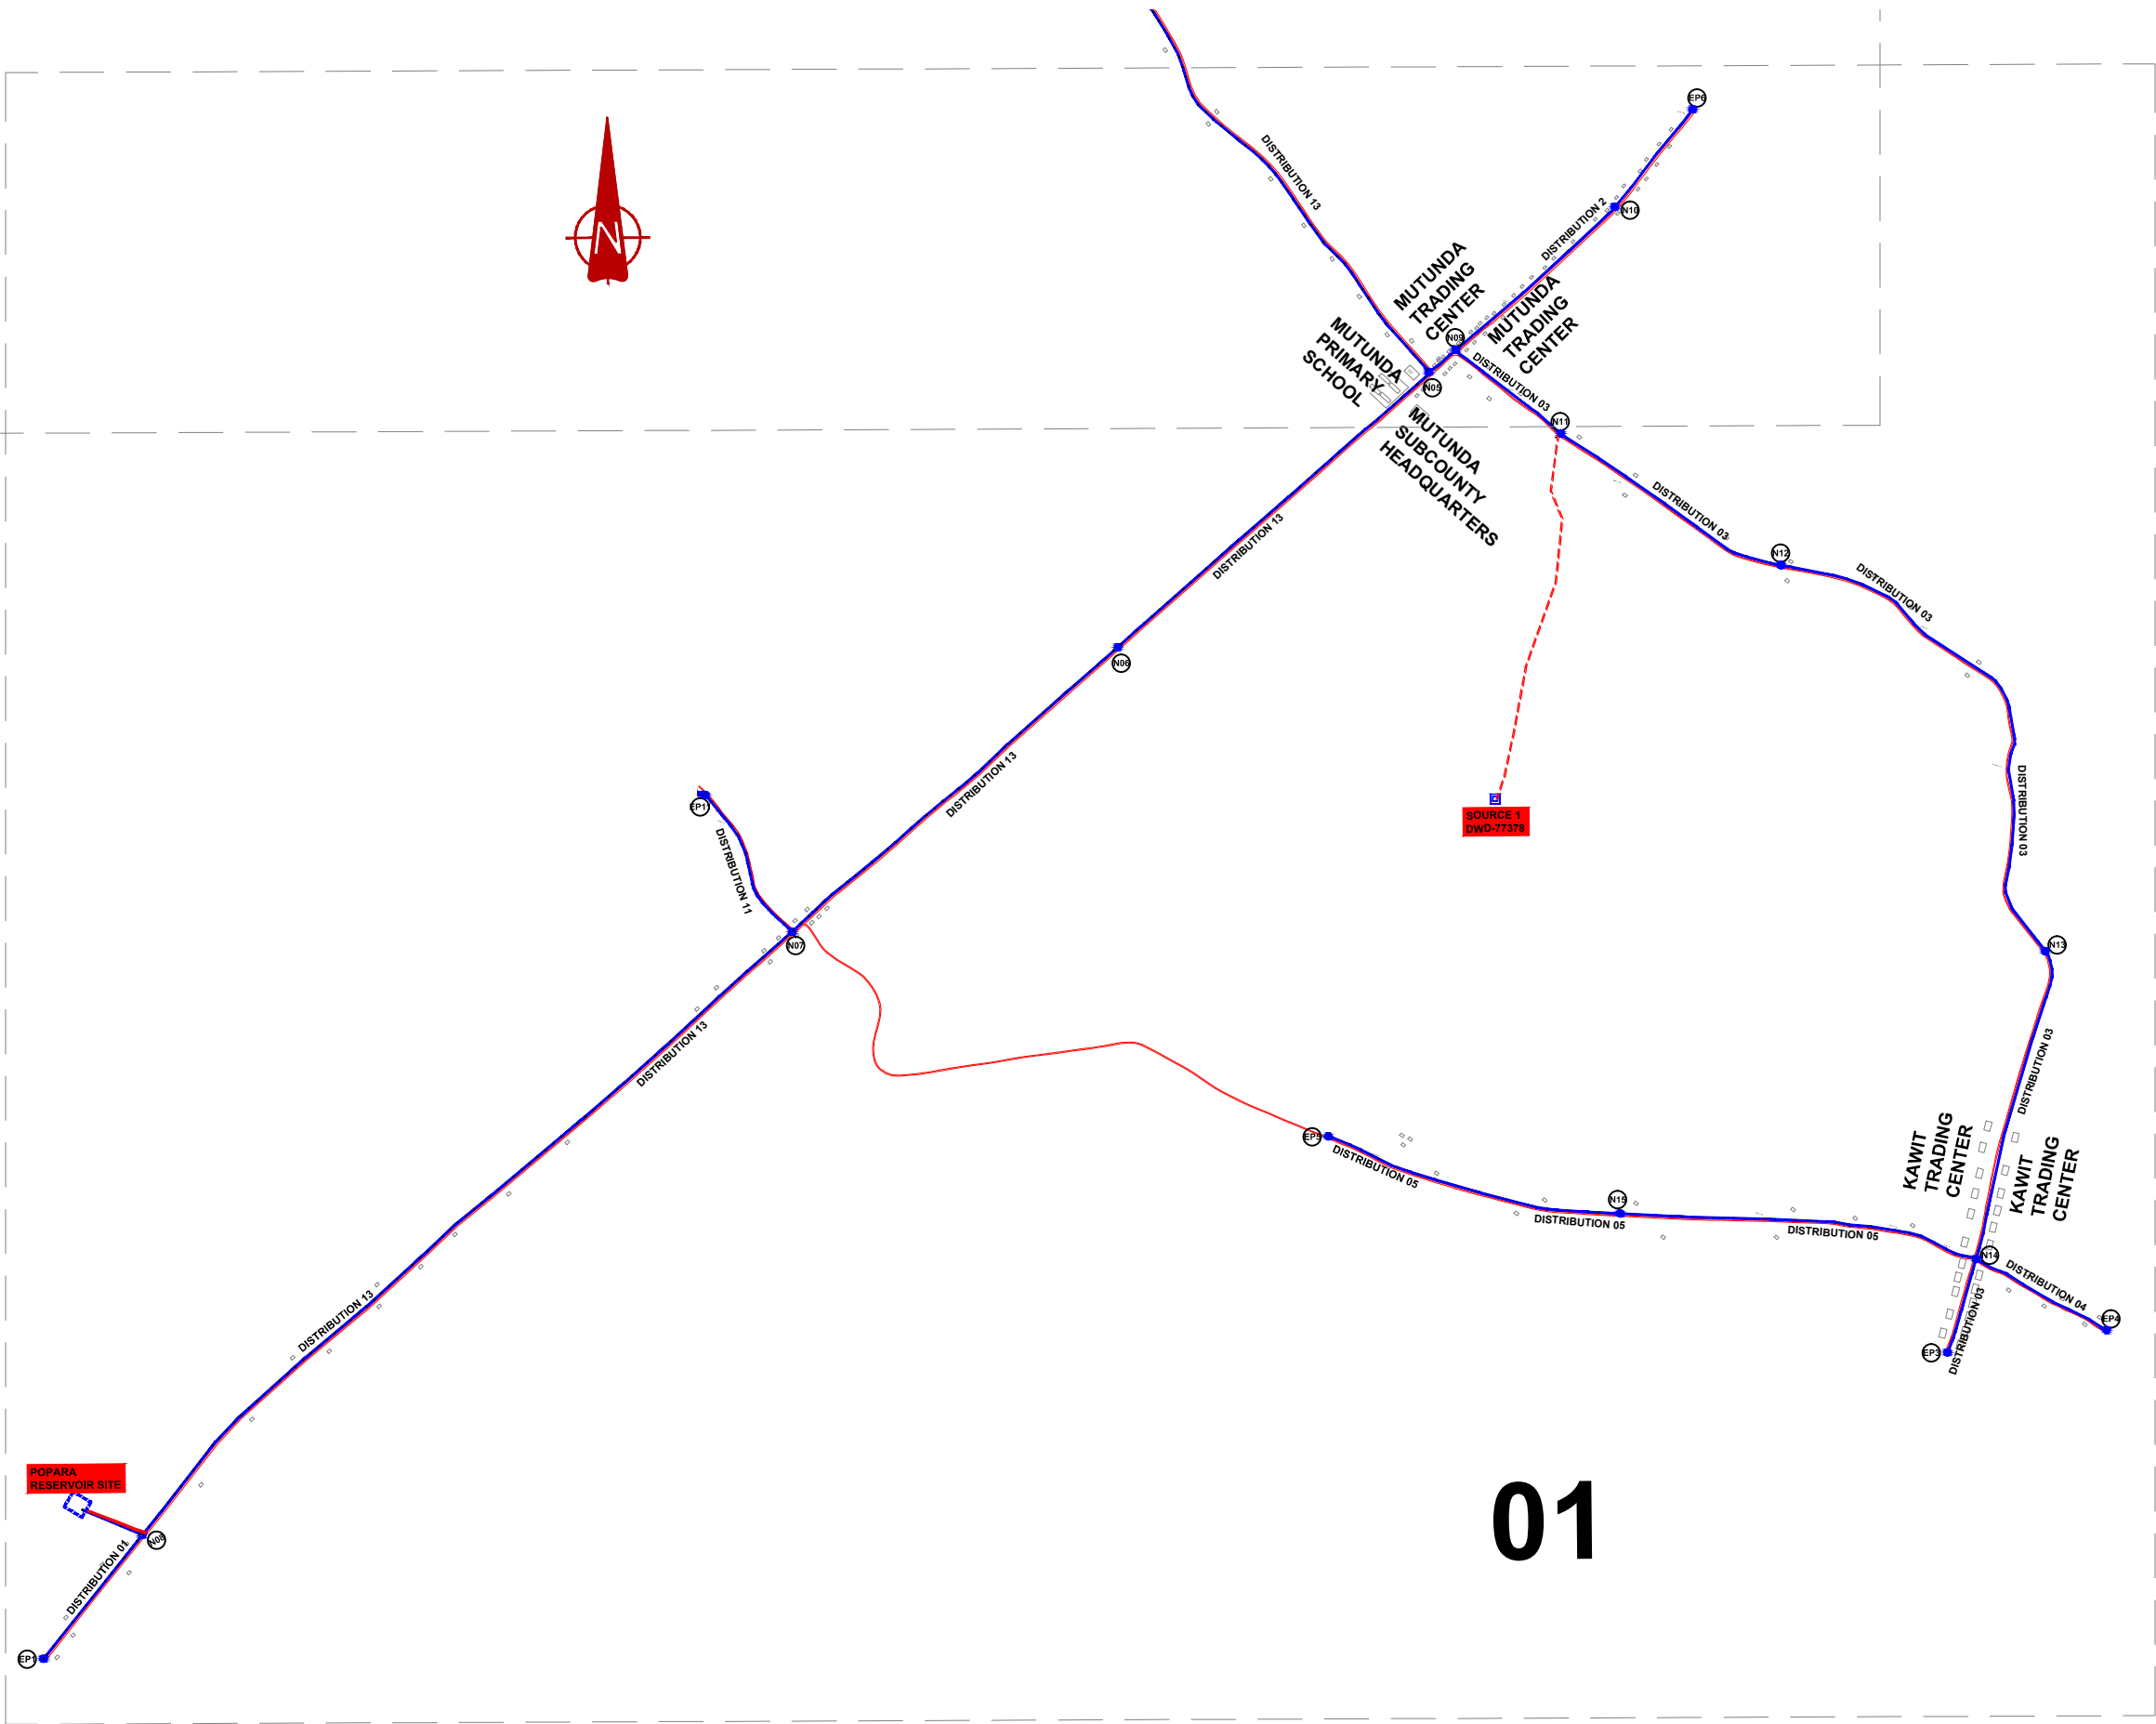 EP6
DISTRIBUTION 13
N
DISTRIBUTION 2
N10
MUTUNDA
TRADING
CENTER
MUTUNDA
TRADING
CENTER
N09
MUTUNDA
PRIMARY
SCHOOL
N05
DISTRIBUTION 03
N11
MUTUNDA
SUBCOUNTY
HEADQUARTERS
DISTRIBUTION 03
DISTRIBUTION 13
N12
DISTRIBUTION 03
N06
DISTRIBUTION 13
EP11
SOURCE 1
DWD-77378
DISTRIBUTION 03
DISTRIBUTION 11
N07
N13
DISTRIBUTION 13
DISTRIBUTION 03
EP5
DISTRIBUTION 05
KAWIT
TRADING
CENTER
KAWIT
TRADING
CENTER
N15
DISTRIBUTION 05
DISTRIBUTION 05
N14
DISTRIBUTION 04
DISTRIBUTION 13
EP4
DISTRIBUTION 03
EP3
POPARA
RESERVOIR SITE
01
N08
DISTRIBUTION 01
EP1